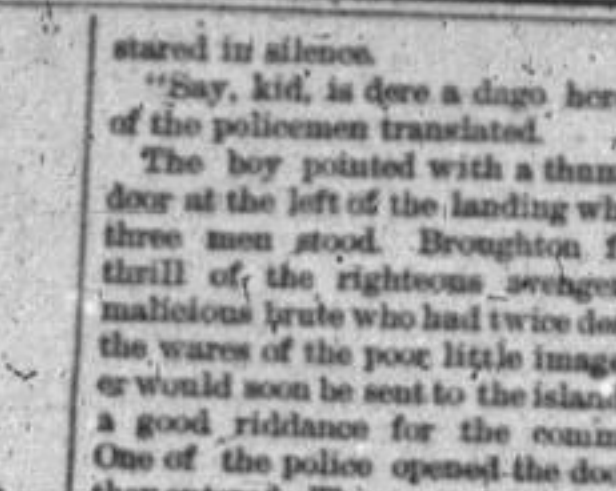 stared in silence.
"Say, kid, is dere a dago her
of the policemen translated.
The boy pointed with a thum
door at the left of the landing wh
three men stood. Broughton f
thrill of the righteous avenger
malicious brute who had twice de
the wares of the poor little image
er would soon be sent to the island
a good riddance for the comm
One of the police opened the doo